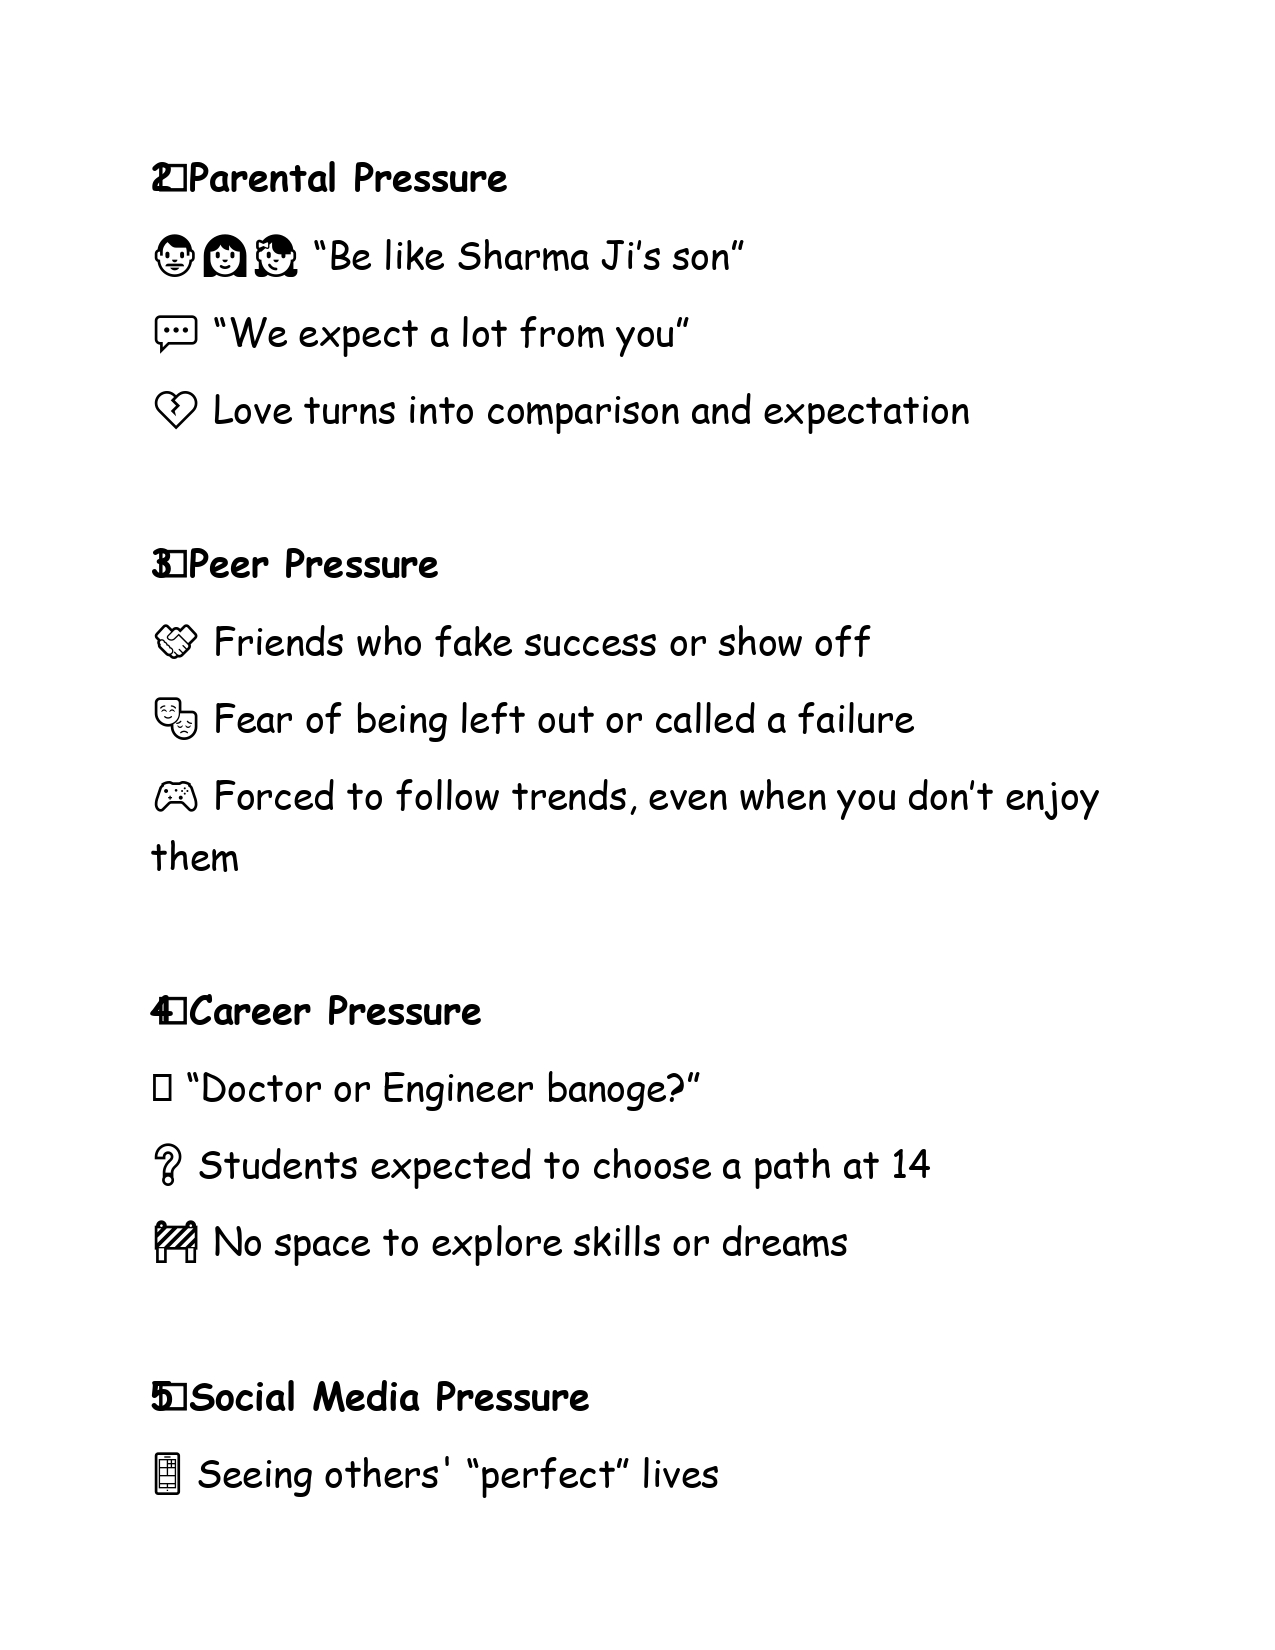 2□Parental Pressure
👨👩👧 “Be like Sharma Ji’s son”
💬 “We expect a lot from you”
💔 Love turns into comparison and expectation
3□Peer Pressure
🤝 Friends who fake success or show off
🎭 Fear of being left out or called a failure
🎮 Forced to follow trends, even when you don’t enjoy
them
4□Career Pressure
▯ “Doctor or Engineer banoge?”
❓ Students expected to choose a path at 14
🚧 No space to explore skills or dreams
5□Social Media Pressure
📱 Seeing others' “perfect” lives